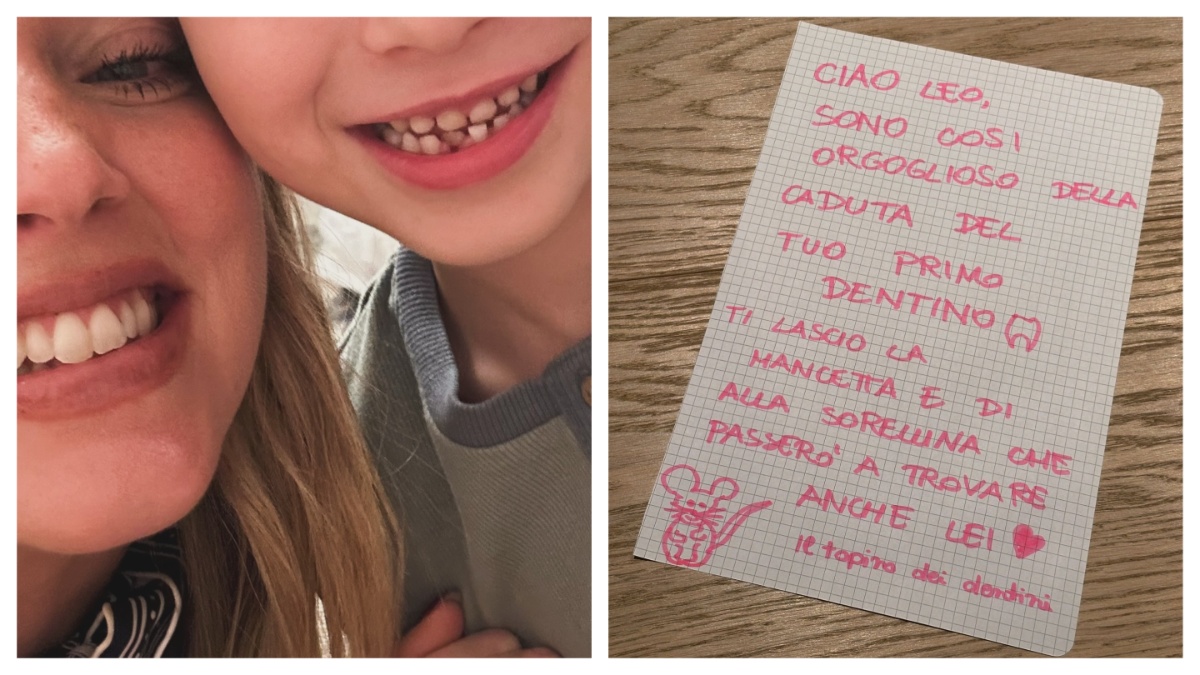 CIAO LEO,
SONO COSI
ORGOGLIOSO DELLA
CADUTA DEL
TUO PRIMO
DENTINO
TI LASCIO LA
MANCETTA E DI
ALLA SORELLINA CHE
PASSERO' A TROVARE
ANCHE LEI
Il topino dei dentini